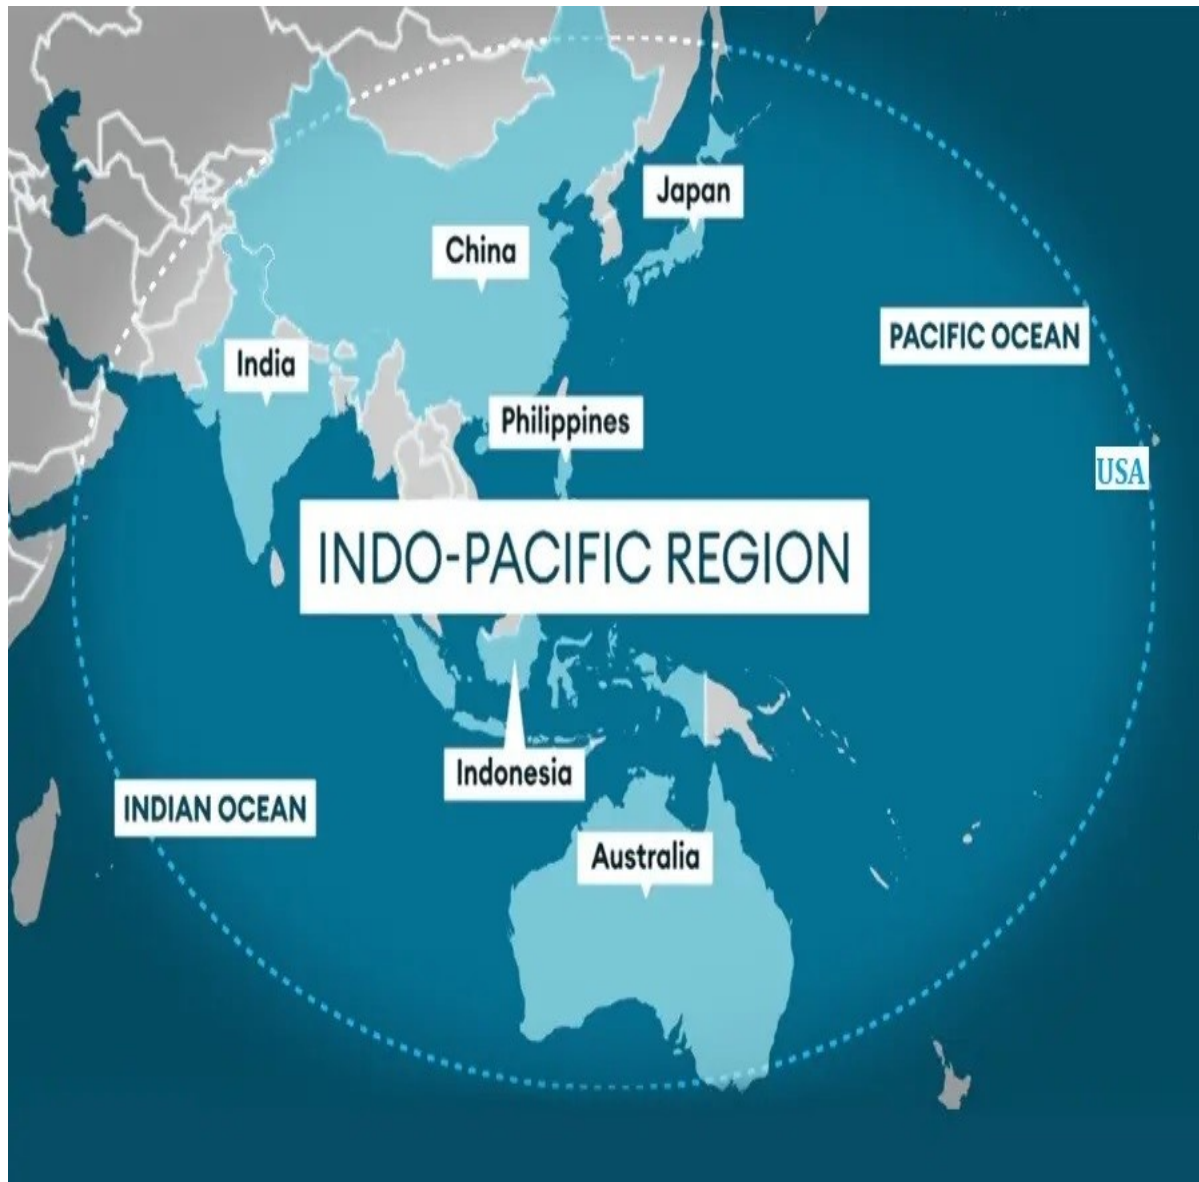 Japan
China
PACIFIC OCEAN
India
Philippines
USA
INDO-PACIFIC REGION
Indonesia
INDIAN OCEAN
Australia